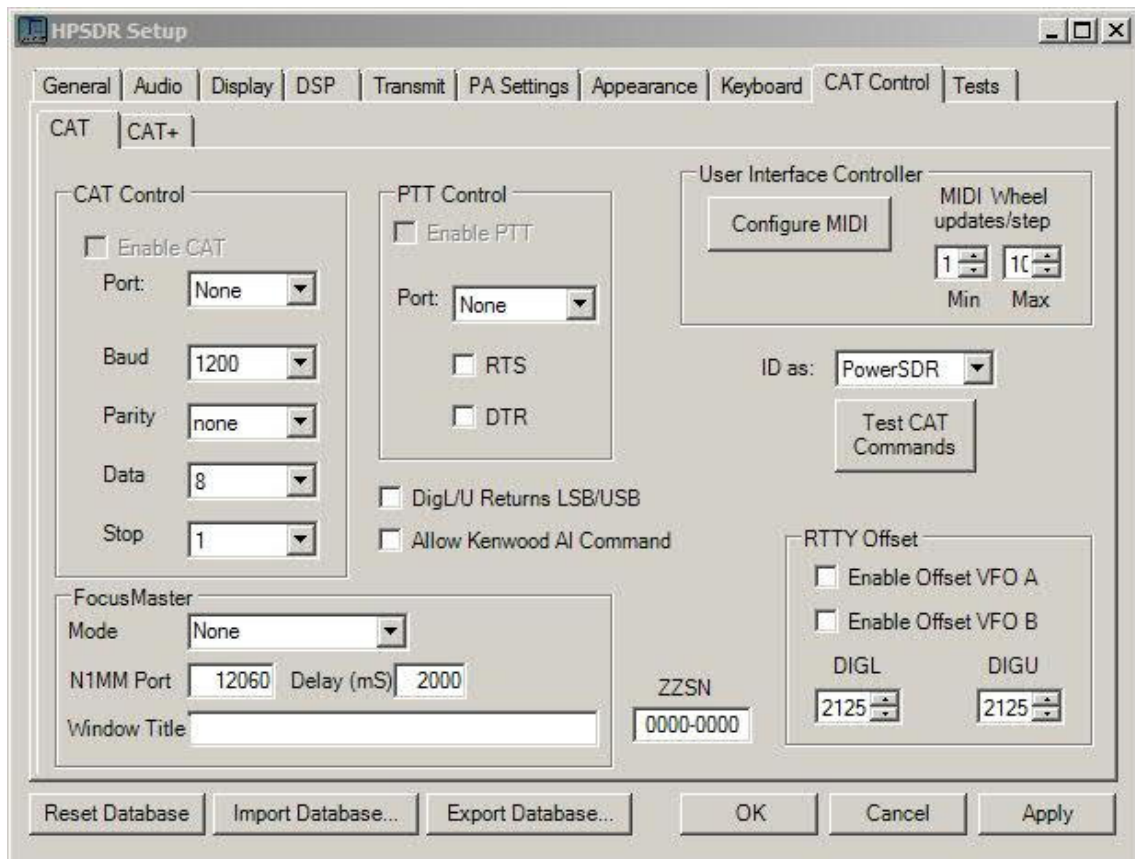 HPSDR Setup
General Audio Display DSP Transmit PA Settings Appearance Keyboard CAT Control Tests
CAT CAT+
CAT Control
Enable CAT
Port: None
Baud 1200
Parity none
Data 8
Stop 1
PTT Control
Enable PTT
Port: None
RTS
DTR
DigL/U Returns LSB/USB
Allow Kenwood AI Command
User Interface Controller
Configure MIDI
MIDI Wheel
updates/step
1 10
Min Max
ID as: PowerSDR
Test CAT
Commands
FocusMaster
Mode None
N1MM Port 12060 Delay (mS) 2000
Window Title
ZZSN
0000-0000
RTTY Offset
Enable Offset VFO A
Enable Offset VFO B
DIGL DIGU
2125 2125
Reset Database Import Database... Export Database... OK Cancel Apply